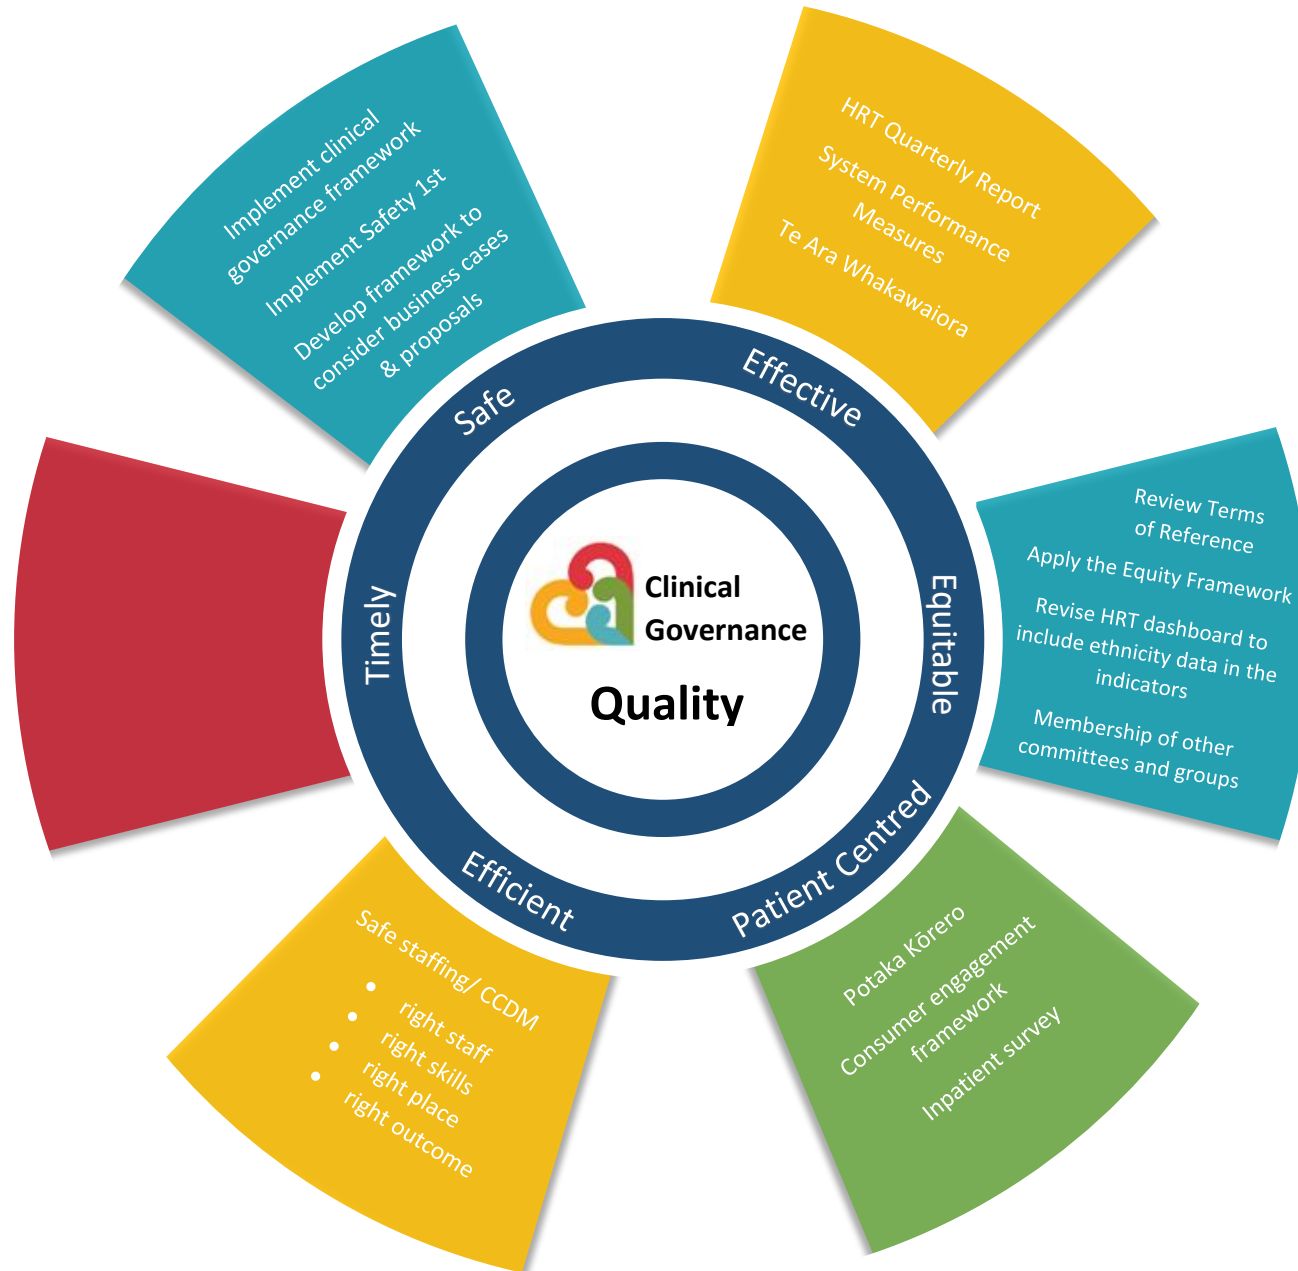 Implement clinical
governance framework
Implement Safety 1st
Develop framework to
consider business cases
& proposals
HRT Quarterly Report
System Performance
Measures
Te Ara Whakawaiora
Review Terms
of Reference
Apply the Equity Framework
Revise HRT dashboard to
include ethnicity data in the
indicators
Membership of other
committees and groups
Potaka Kōrero
Consumer engagement
framework
Inpatient survey
Safe staffing/ CCDM
• right staff
• right skills
• right place
• right outcome
Safe
Effective
Equitable
Patient Centred
Efficient
Timely
Clinical
Governance
Quality